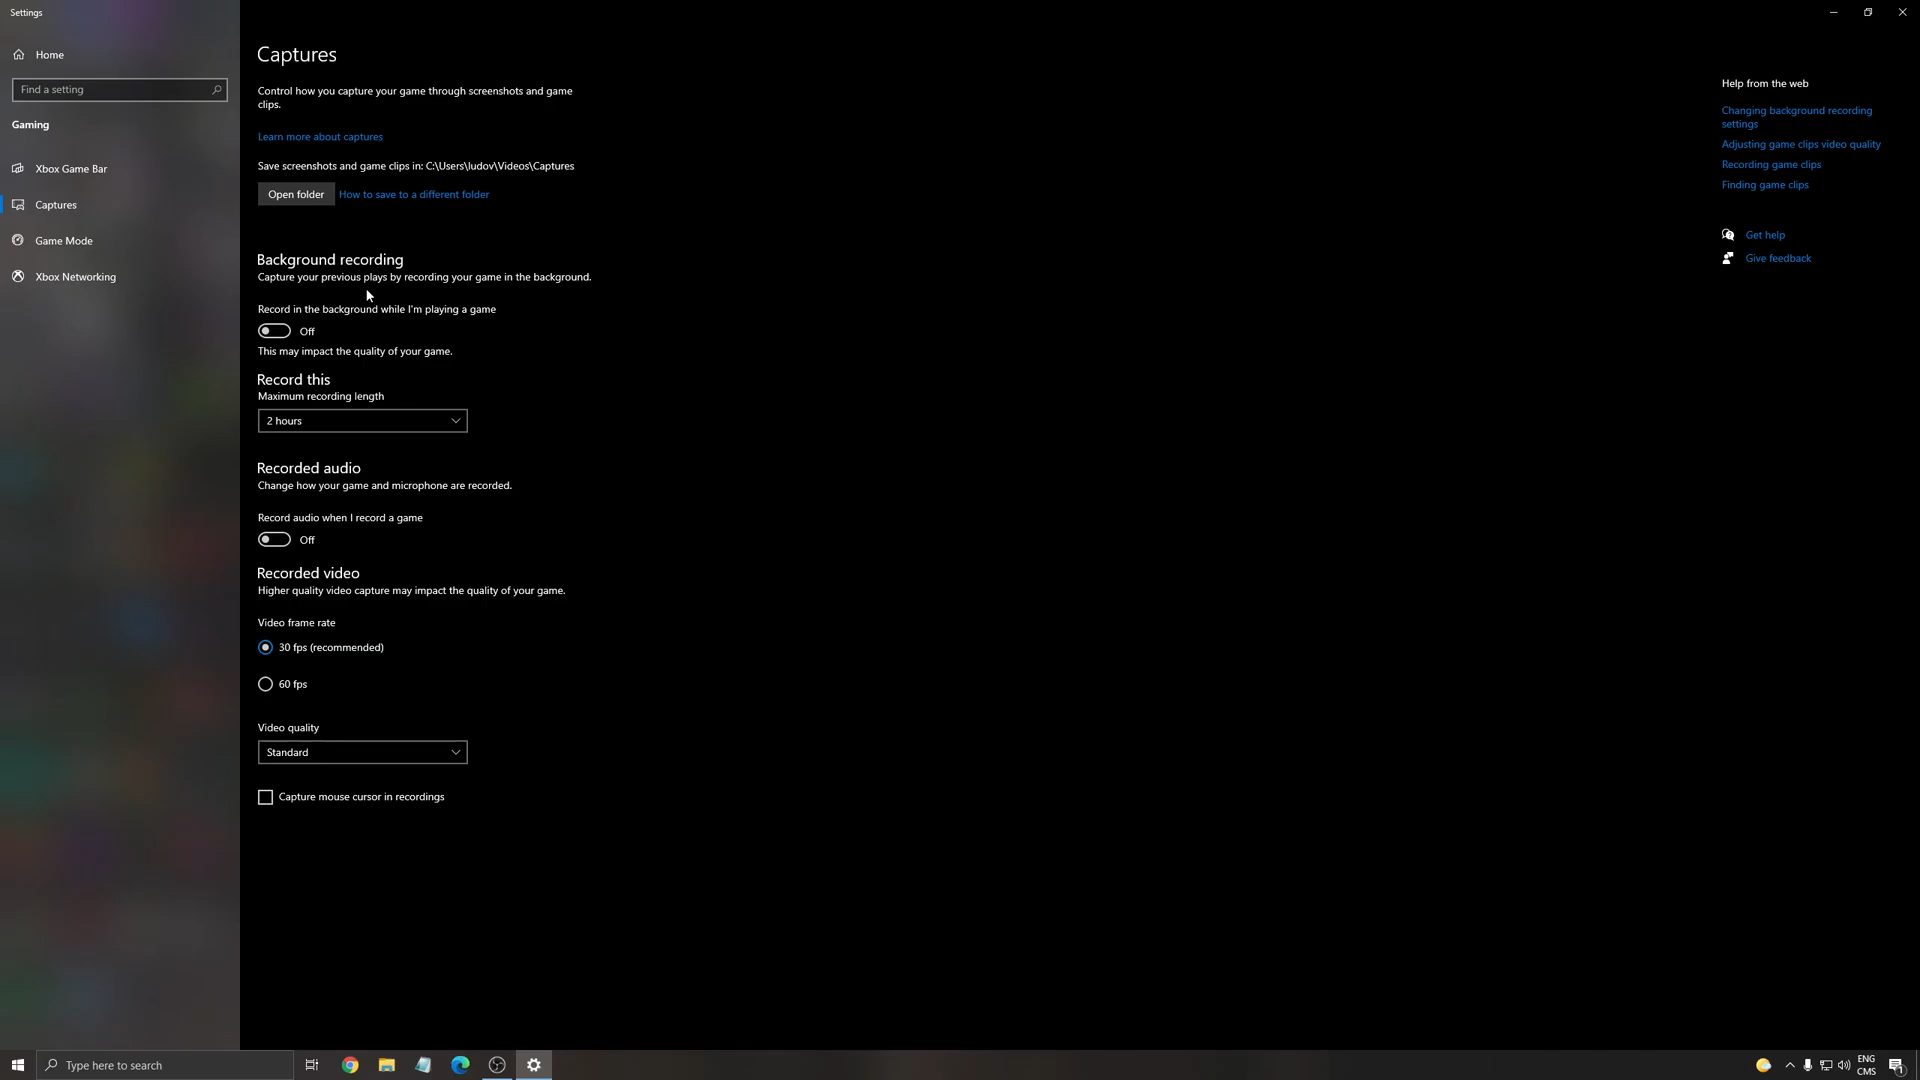 Settings
Home
Find a setting
Gaming
Xbox Game Bar
Captures
Game Mode
Xbox Networking
Captures
Control how you capture your game through screenshots and game
clips.
Learn more about captures
Save screenshots and game clips in: C:\Users\ludov\Videos\Captures
Open folder
How to save to a different folder
Background recording
Capture your previous plays by recording your game in the background.
Record in the background while I'm playing a game
Off
This may impact the quality of your game.
Record this
Maximum recording length
2 hours
Recorded audio
Change how your game and microphone are recorded.
Record audio when I record a game
Off
Recorded video
Higher quality video capture may impact the quality of your game.
Video frame rate
30 fps (recommended)
60 fps
Video quality
Standard
Capture mouse cursor in recordings
Help from the web
Changing background recording
settings
Adjusting game clips video quality
Recording game clips
Finding game clips
Get help
Give feedback
Type here to search
ENG
CMS
1